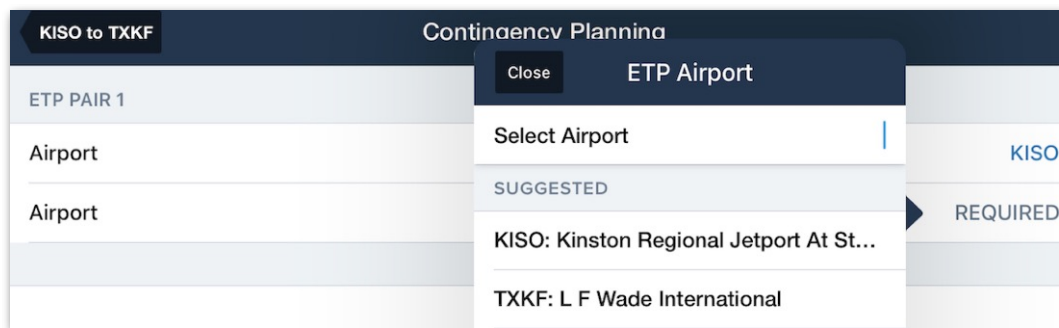 KISO to TXKF
Contingency Planning
Close
ETP Airport
ETP PAIR 1
Select Airport
Airport
KISO
SUGGESTED
Airport
REQUIRED
KISO: Kinston Regional Jetport At St...
TXKF: L F Wade International